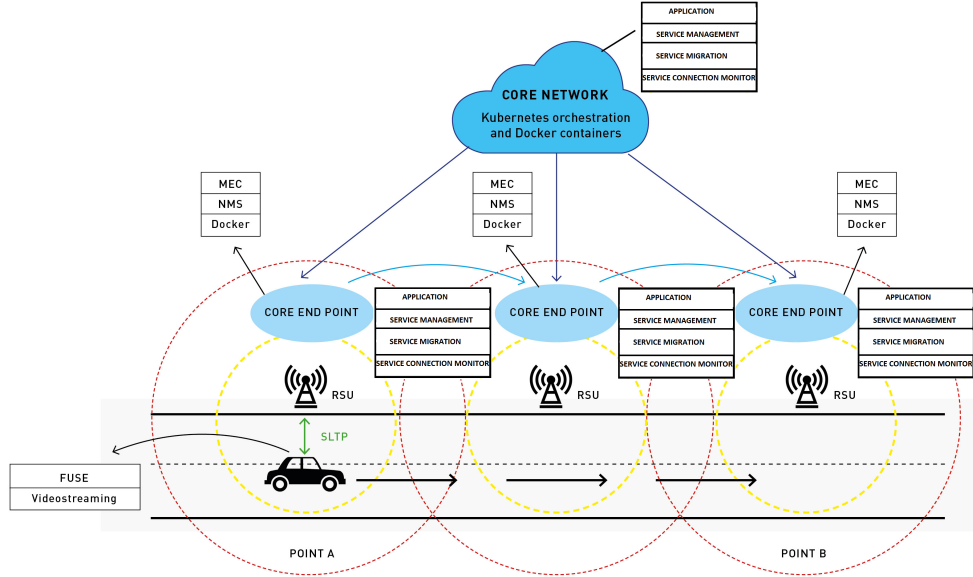 APPLICATION
SERVICE MANAGEMENT
SERVICE MIGRATION
SERVICE CONNECTION MONITOR
CORE NETWORK
Kubernetes orchestration
and Docker containers
MEC
NMS
Docker
MEC
NMS
Docker
MEC
NMS
Docker
CORE END POINT
APPLICATION
SERVICE MANAGEMENT
SERVICE MIGRATION
SERVICE CONNECTION MONITOR
CORE END POINT
APPLICATION
SERVICE MANAGEMENT
SERVICE MIGRATION
SERVICE CONNECTION MONITOR
CORE END POINT
APPLICATION
SERVICE MANAGEMENT
SERVICE MIGRATION
SERVICE CONNECTION MONITOR
RSU
RSU
RSU
SLTP
FUSE
Videostreaming
POINT A
POINT B